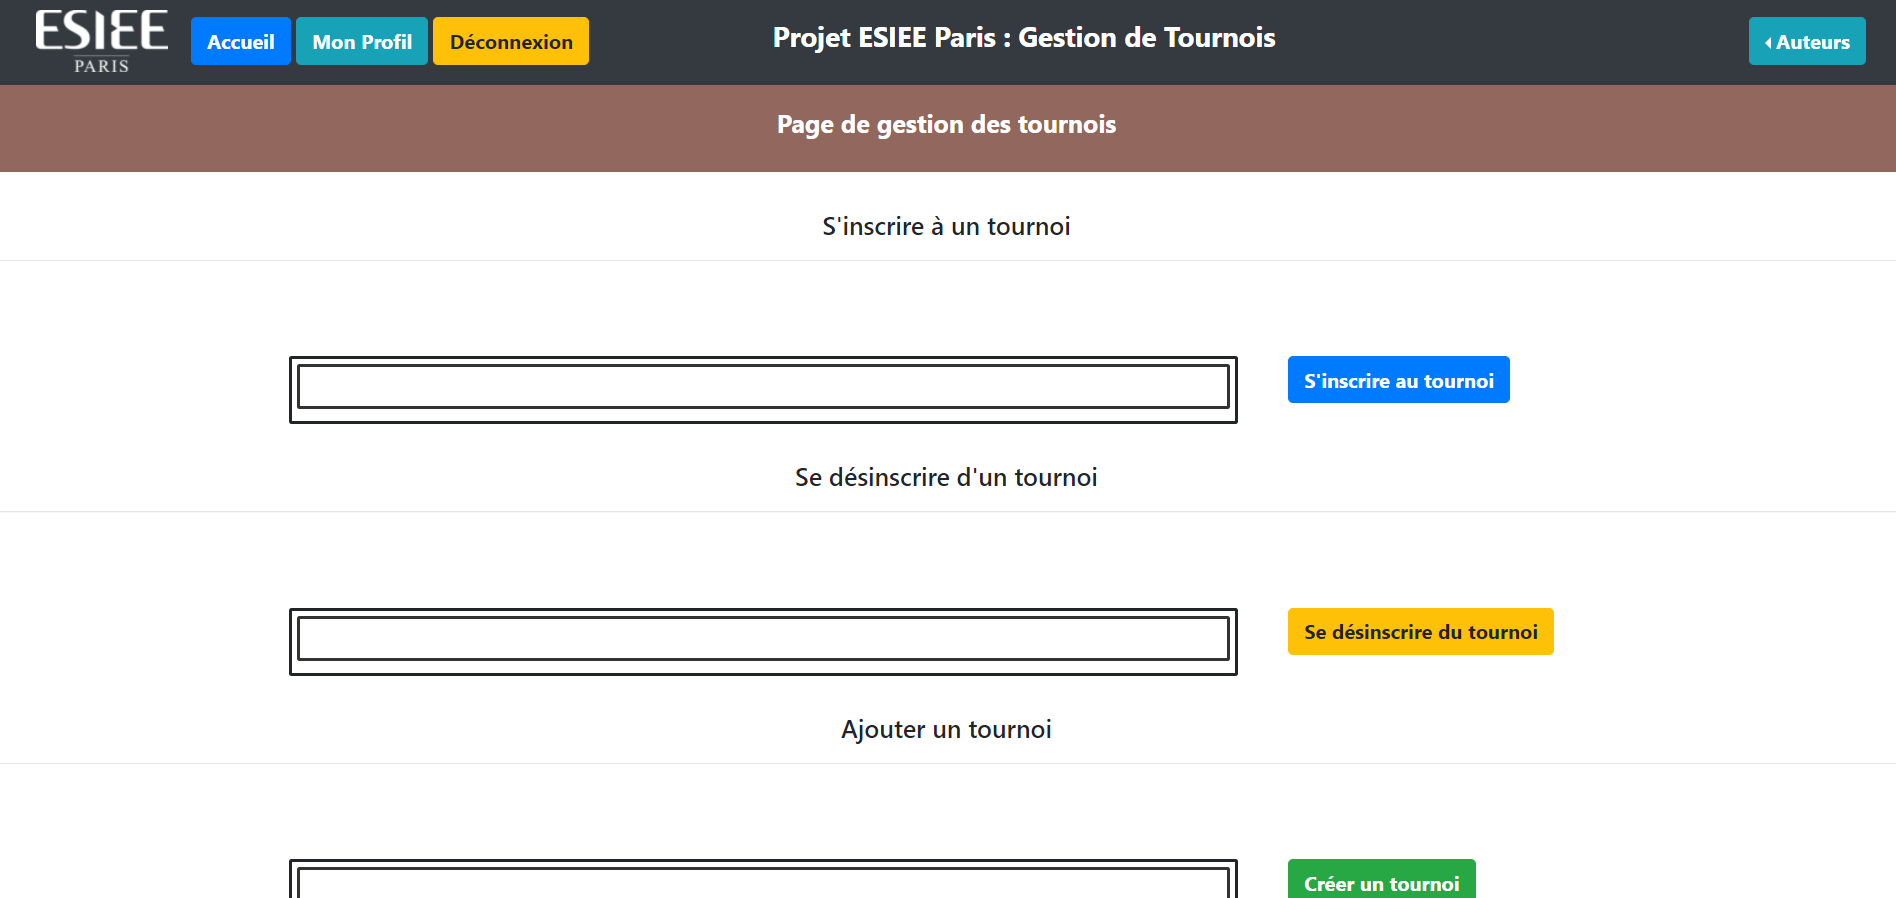 ESIEE
PARIS
Accueil
Mon Profil
Déconnexion
Projet ESIEE Paris : Gestion de Tournois
Auteurs
Page de gestion des tournois
S'inscrire à un tournoi
S'inscrire au tournoi
Se désinscrire d'un tournoi
Se désinscrire du tournoi
Ajouter un tournoi
Créer un tournoi